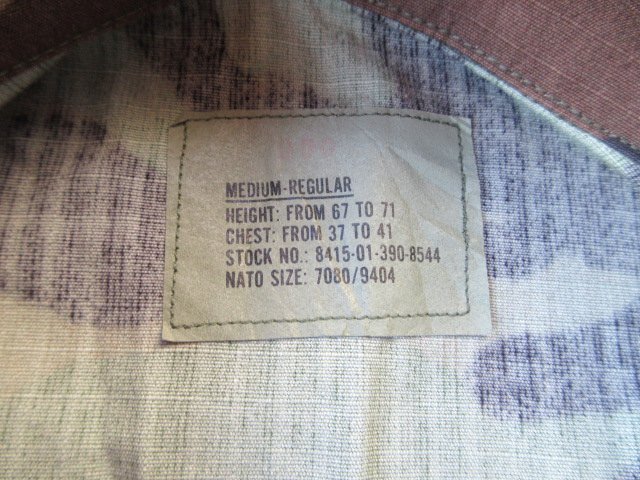 MEDIUM-REGULAR
HEIGHT: FROM 67 TO 71
CHEST: FROM 37 TO 41
STOCK NO.: 8415-01-390-8544
NATO SIZE: 7080/9404